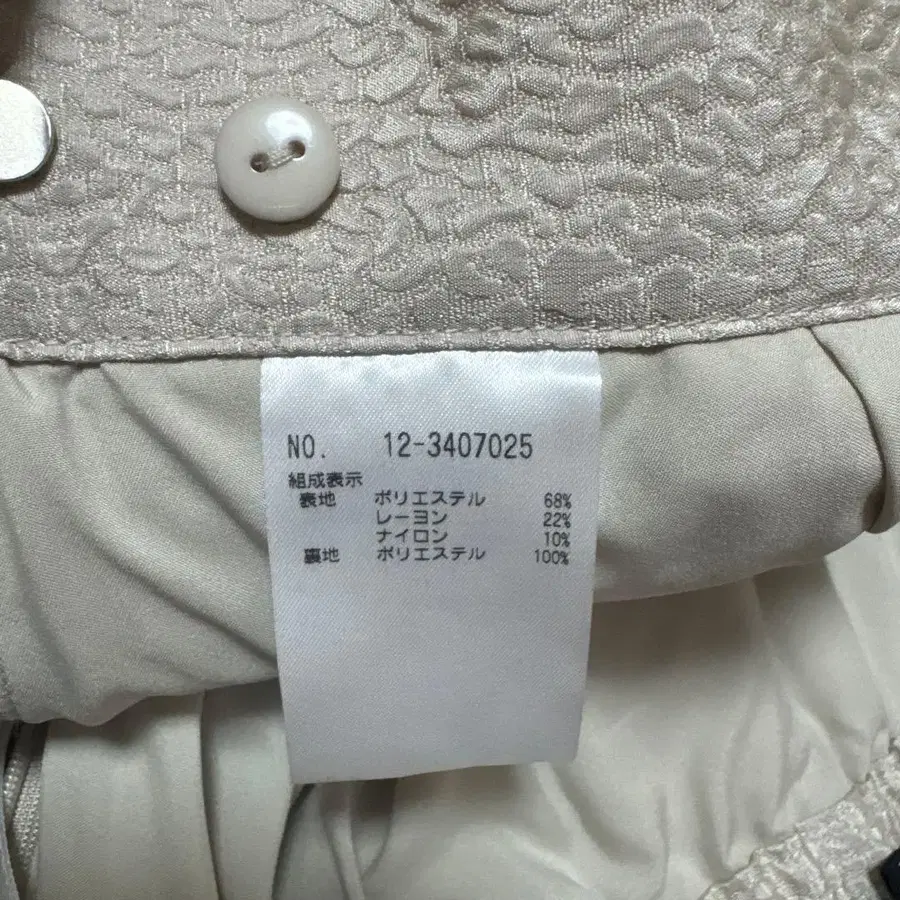 NO. 12-3407025
組成表示
表地 ポリエステル 68%
レーヨン 22%
ナイロン 10%
裏地 ポリエステル 100%